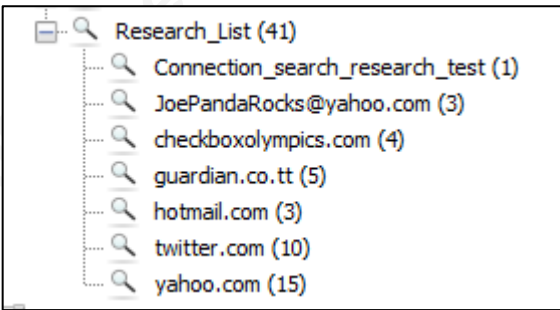 Research_List (41)
Connection_search_research_test (1)
JoePandaRocks@yahoo.com (3)
checkboxolympics.com (4)
guardian.co.tt (5)
hotmail.com (3)
twitter.com (10)
yahoo.com (15)